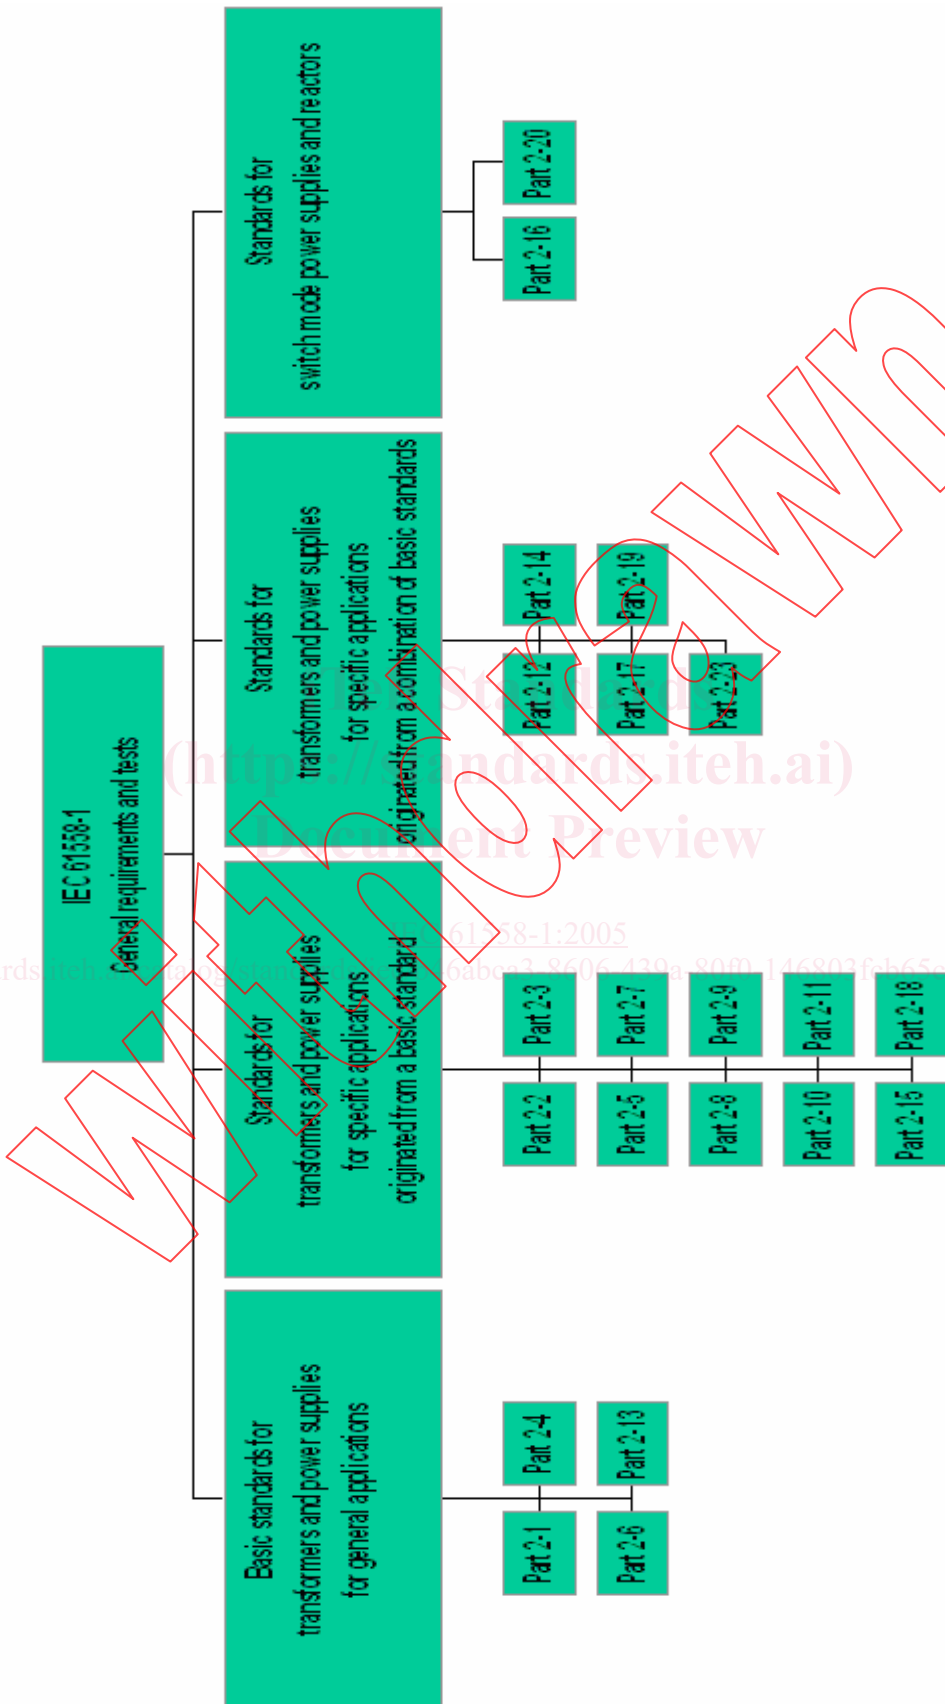 IEC 61558-1
General requirements and tests
Basic standards for
transformers and power supplies
for general applications
Part 2-1
Part 2-4
Part 2-6
Part 2-13
Standards for
transformers and power supplies
for specific applications
originated from a basic standard
Part 2-2
Part 2-3
Part 2-5
Part 2-7
Part 2-8
Part 2-9
Part 2-10
Part 2-11
Part 2-15
Part 2-18
Standards for
transformers and power supplies
for specific applications
originated from a combination of basic standards
Part 2-12
Part 2-14
Part 2-17
Part 2-19
Part 2-23
Standards for
switch mode power supplies and reactors
Part 2-16
Part 2-20
Withdrawn
iTeh Standards
(https://standards.iteh.ai)
Document Preview
IEC 61558-1:2005